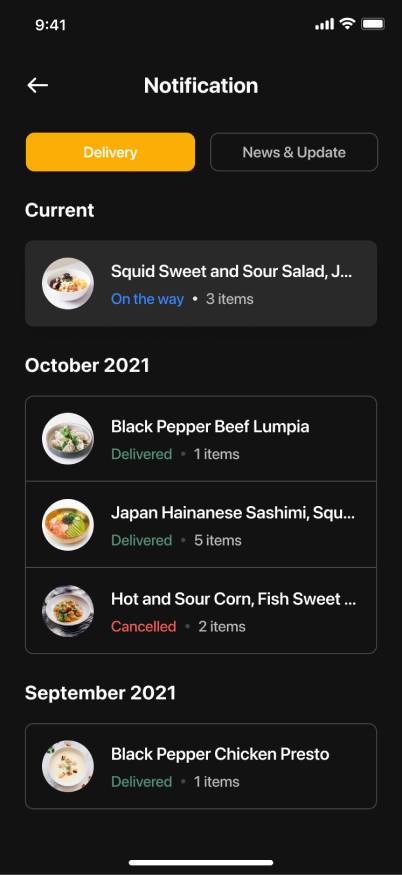 9:41
Notification
Delivery
News & Update
Current
Squid Sweet and Sour Salad, J...
On the way • 3 items
October 2021
Black Pepper Beef Lumpia
Delivered • 1 items
Japan Hainanese Sashimi, Squ...
Delivered • 5 items
Hot and Sour Corn, Fish Sweet ...
Cancelled • 2 items
September 2021
Black Pepper Chicken Presto
Delivered • 1 items